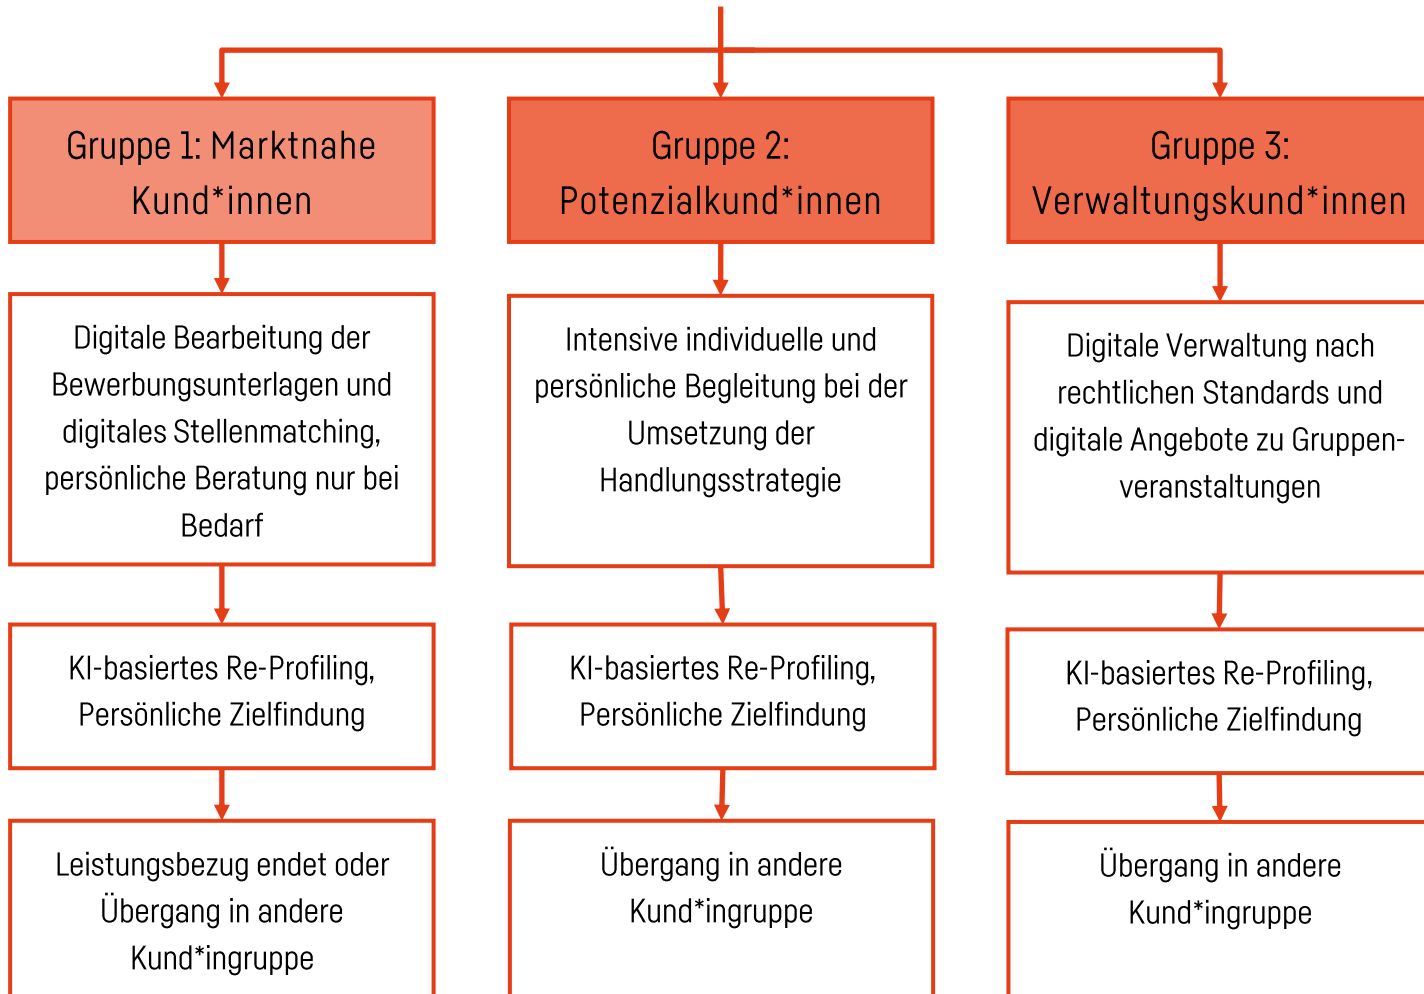 Gruppe 1: Marktnahe
Kund*innen
Digitale Bearbeitung der
Bewerbungsunterlagen und
digitales Stellenmatching,
persönliche Beratung nur bei
Bedarf
KI-basiertes Re-Profiling,
Persönliche Zielfindung
Leistungsbezug endet oder
Übergang in andere
Kund*ingruppe
Gruppe 2:
Potenzialkund*innen
Intensive individuelle und
persönliche Begleitung bei der
Umsetzung der
Handlungsstrategie
KI-basiertes Re-Profiling,
Persönliche Zielfindung
Übergang in andere
Kund*ingruppe
Gruppe 3:
Verwaltungskund*innen
Digitale Verwaltung nach
rechtlichen Standards und
digitale Angebote zu Gruppen-
veranstaltungen
KI-basiertes Re-Profiling,
Persönliche Zielfindung
Übergang in andere
Kund*ingruppe